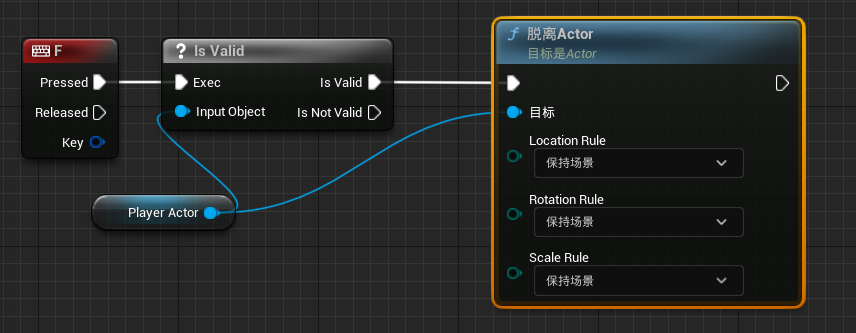 F
Pressed
Released
Key
? Is Valid
Exec
Is Valid
Input Object
Is Not Valid
Player Actor
f 脱离Actor
目标是Actor
目标
Location Rule
保持场景
Rotation Rule
保持场景
Scale Rule
保持场景